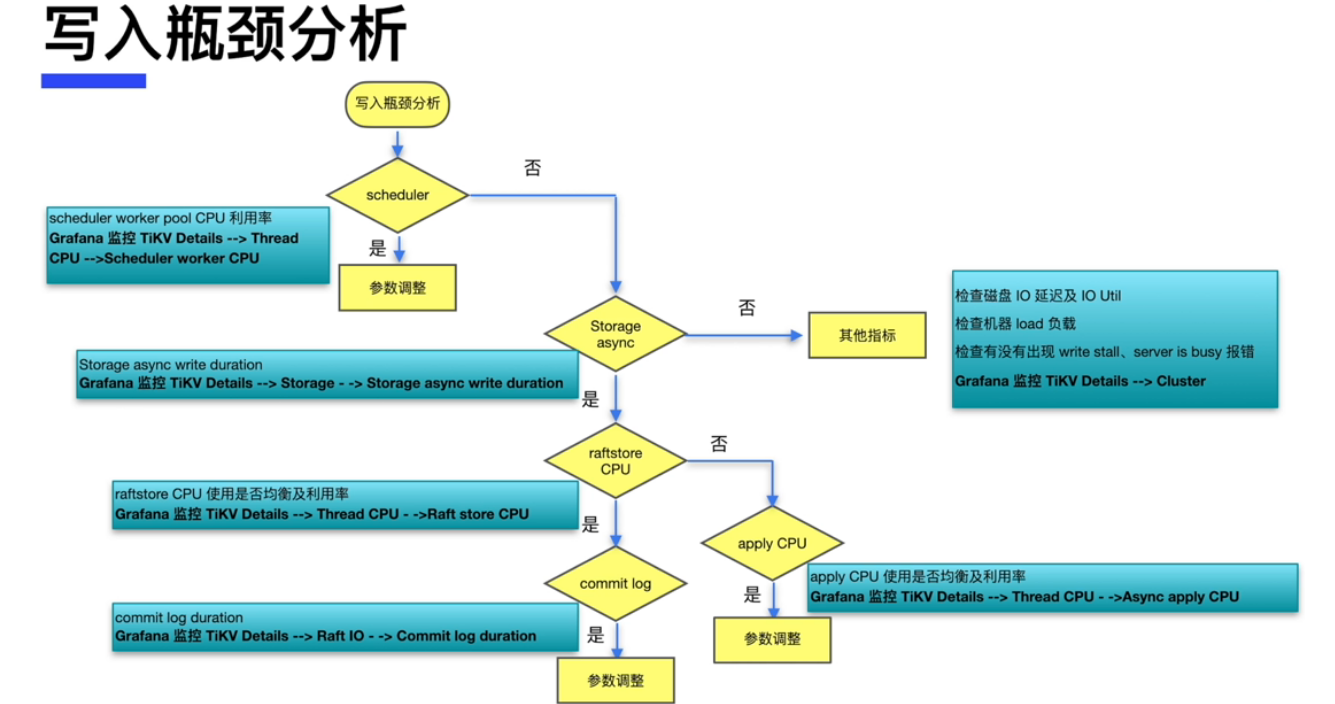 写入瓶颈分析
写入瓶颈分析
否
scheduler
scheduler worker pool CPU 利用率
Grafana 监控 TiKV Details --> Thread
CPU -->Scheduler worker CPU
是
参数调整
否
Storage
async
其他指标
检查磁盘 IO 延迟及 IO Util
检查机器 load 负载
检查有没有出现 write stall、server is busy 报错
Grafana 监控 TiKV Details --> Cluster
Storage async write duration
Grafana 监控 TiKV Details --> Storage - -> Storage async write duration
是
raftstore
CPU
否
raftstore CPU 使用是否均衡及利用率
Grafana 监控 TiKV Details --> Thread CPU - ->Raft store CPU
是
apply CPU
commit log
apply CPU 使用是否均衡及利用率
Grafana 监控 TiKV Details --> Thread CPU - ->Async apply CPU
是
参数调整
commit log duration
Grafana 监控 TiKV Details --> Raft IO - -> Commit log duration
是
参数调整